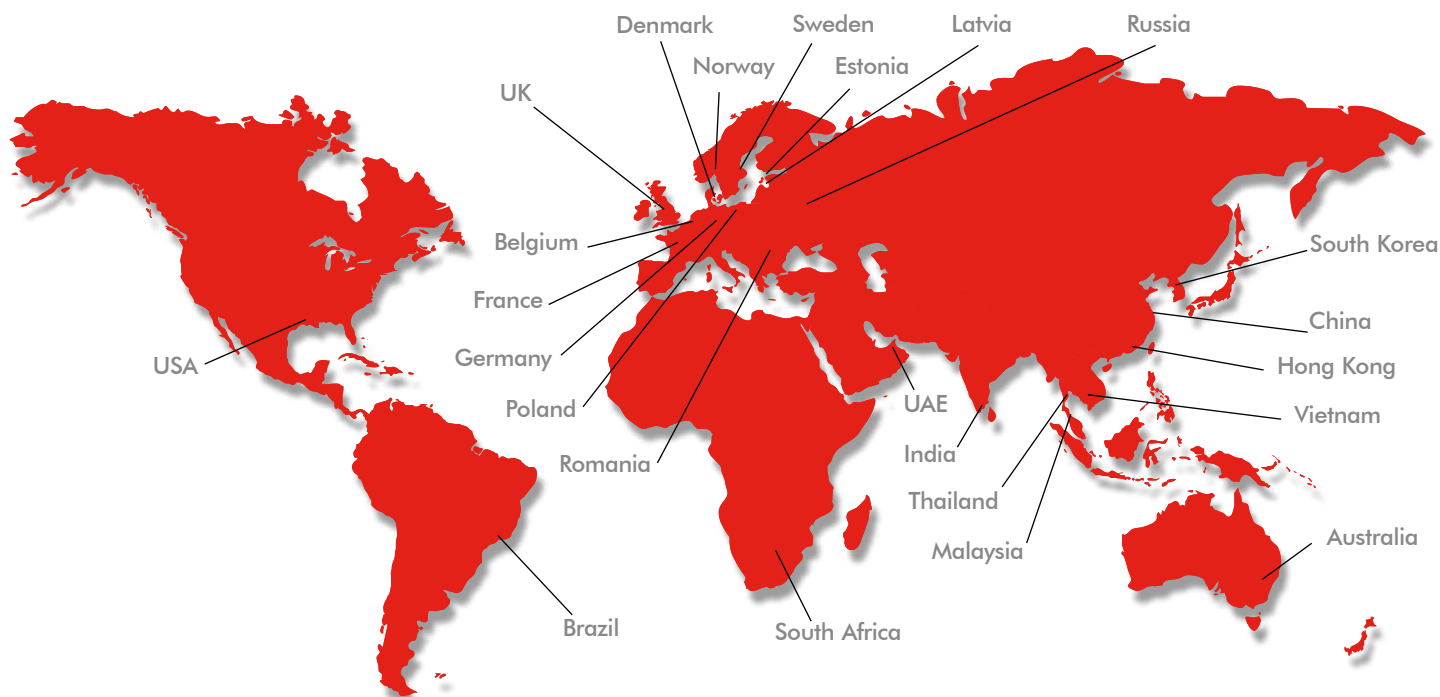 Denmark
Sweden
Latvia
Russia
Norway
Estonia
UK
Belgium
South Korea
France
China
USA
Germany
Hong Kong
Poland
UAE
Vietnam
India
Romania
Thailand
Australia
Malaysia
Brazil
South Africa